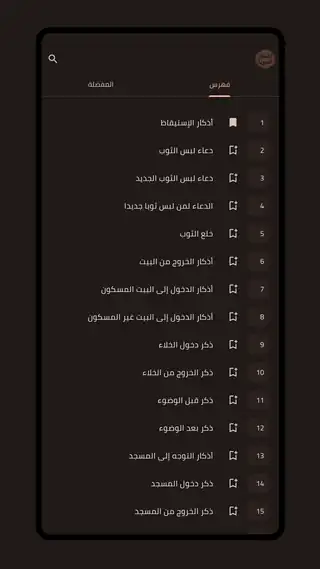 فهرس
المفضلة
1 أذكار الإستيقاظ
2 دعاء لبس الثوب
3 دعاء لبس الثوب الجديد
4 الدعاء لمن لبس ثوبا جديدا
5 خلع الثوب
6 أذكار الخروج من البيت
7 أذكار الدخول إلى البيت المسكون
8 أذكار الدخول إلى البيت غير المسكون
9 ذكر دخول الخلاء
10 ذكر الخروج من الخلاء
11 ذكر قبل الوضوء
12 ذكر بعد الوضوء
13 أذكار التوجه إلى المسجد
14 ذكر دخول المسجد
15 ذكر الخروج من المسجد